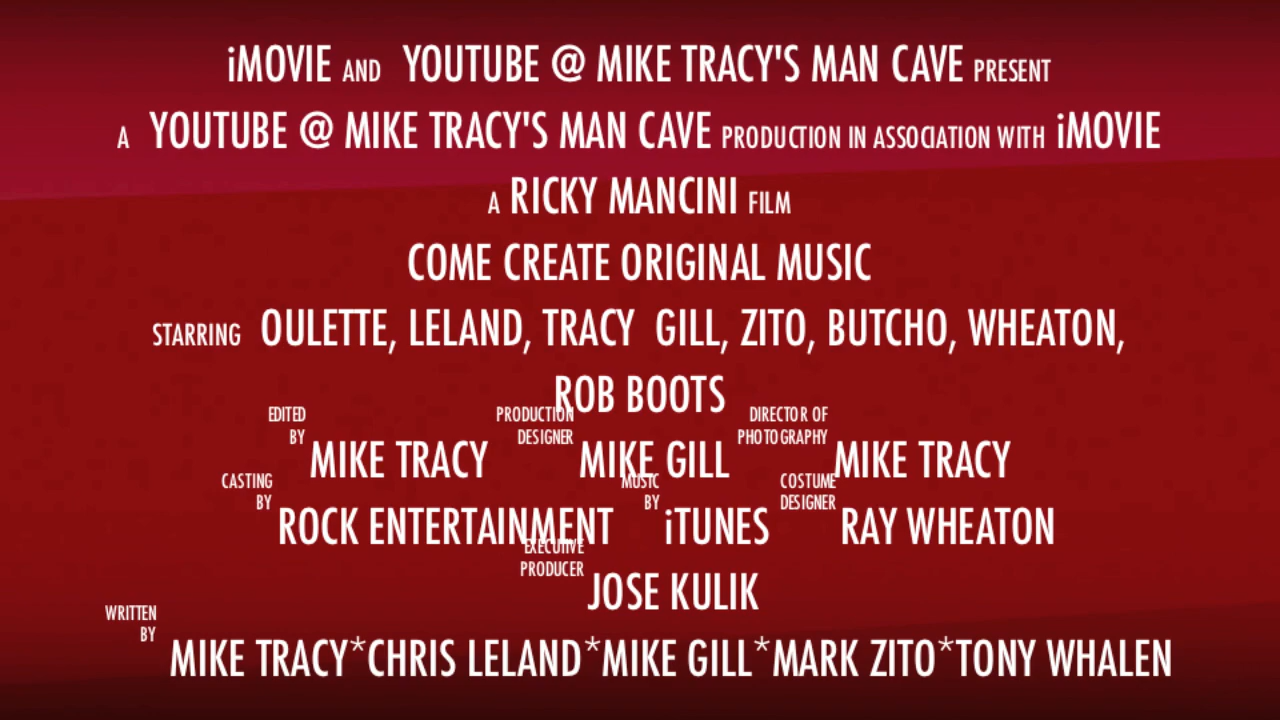 iMOVIE AND YOUTUBE @ MIKE TRACY'S MAN CAVE PRESENT
A YOUTUBE @ MIKE TRACY'S MAN CAVE PRODUCTION IN ASSOCIATION WITH iMOVIE
A RICKY MANCINI FILM
COME CREATE ORIGINAL MUSIC
STARRING OULETTE, LELAND, TRACY GILL, ZITO, BUTCHO, WHEATON,
ROB BOOTS
EDITED BY MIKE TRACY PRODUCTION DESIGNER MIKE GILL DIRECTOR OF PHOTOGRAPHY MIKE TRACY
CASTING BY ROCK ENTERTAINMENT MUSIC BY iTUNES COSTUME DESIGNER RAY WHEATON
EXECUTIVE PRODUCER JOSE KULIK
WRITTEN BY MIKE TRACY*CHRIS LELAND*MIKE GILL*MARK ZITO*TONY WHALEN